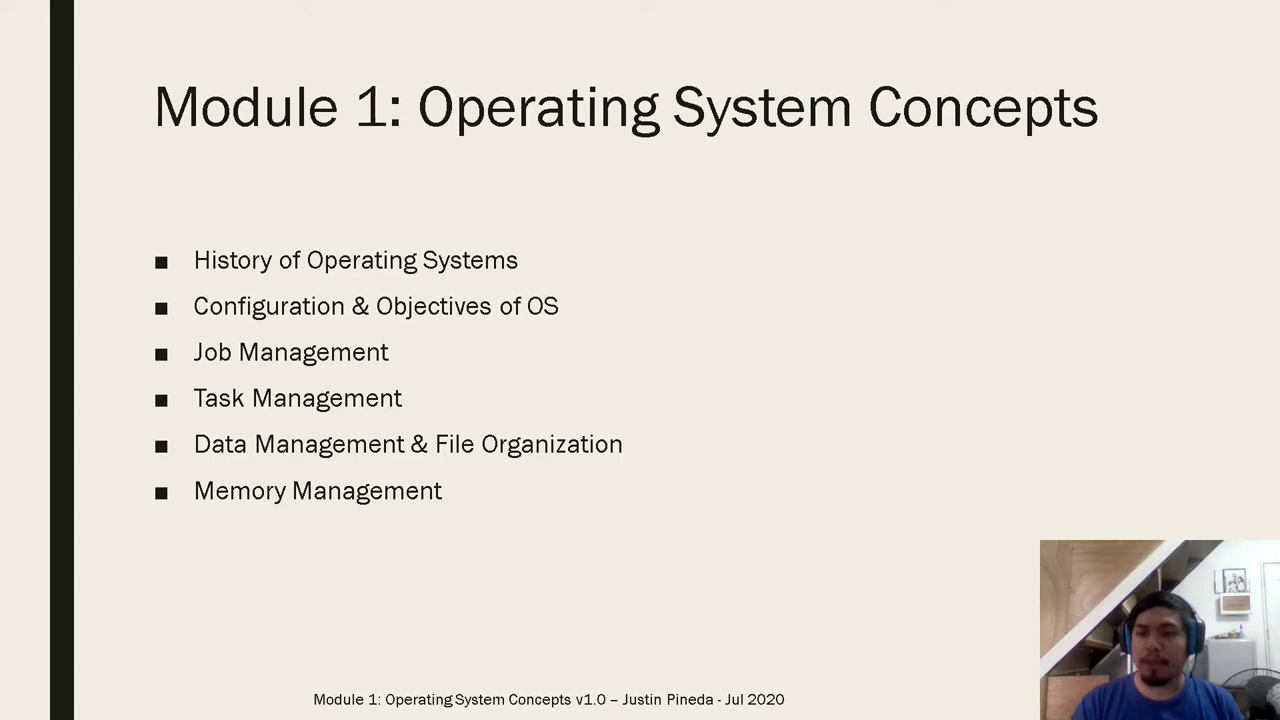 Module 1: Operating System Concepts
■ History of Operating Systems
■ Configuration & Objectives of OS
■ Job Management
■ Task Management
■ Data Management & File Organization
■ Memory Management
Module 1: Operating System Concepts v1.0 – Justin Pineda - Jul 2020